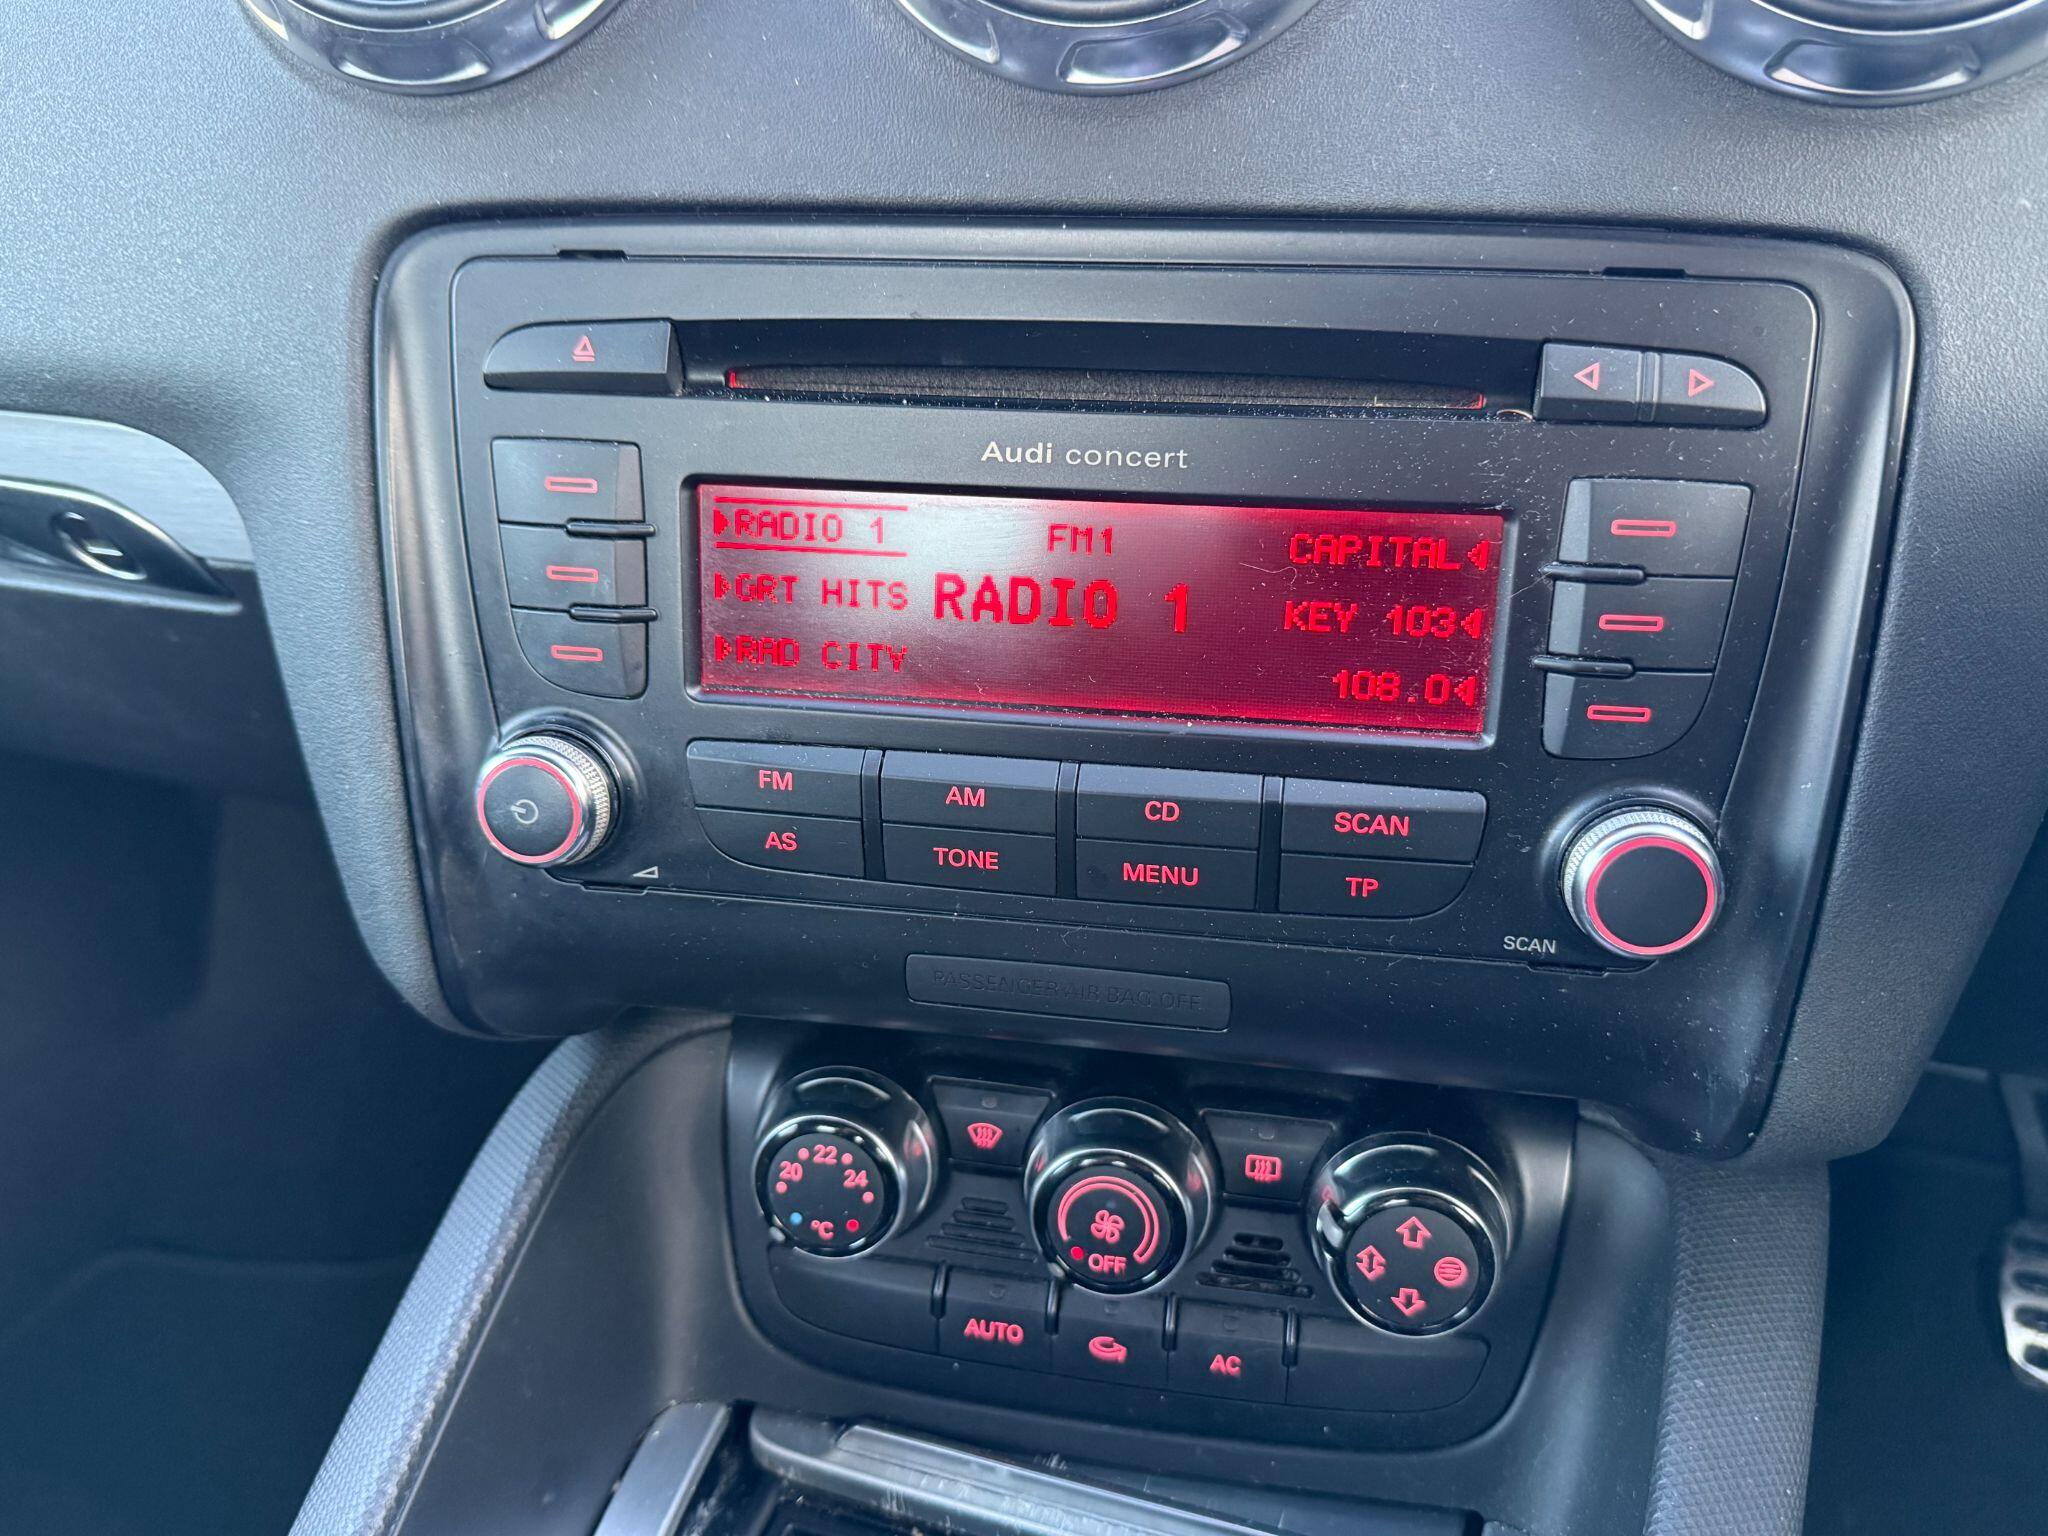 Audi concert
RADIO 1 FM1 CAPITAL
GRT HITS RADIO 1 KEY 103
RAD CITY 108.0
FM AM CD SCAN
AS TONE MENU TP
SCAN
PASSENGER AIR BAG OFF
20 22 24
°C
OFF
AUTO AC